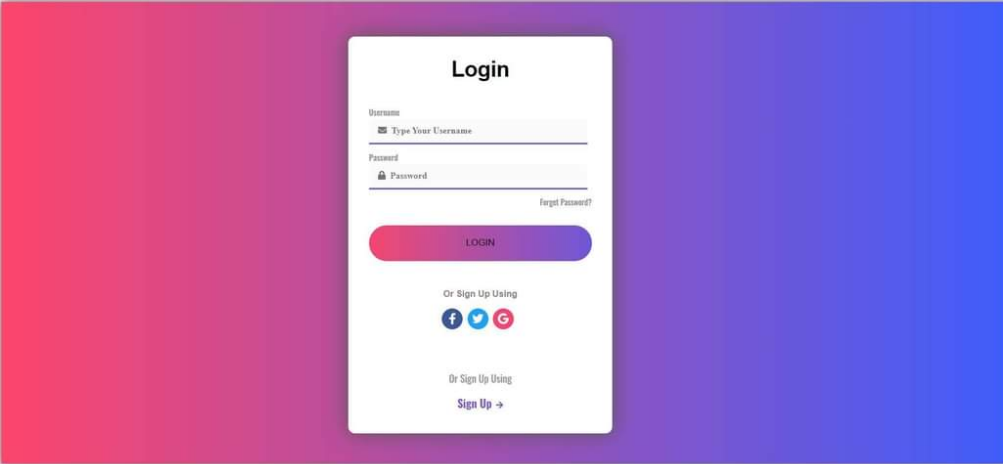 Login
Username
Type Your Username
Password
Password
Forgot Password?
LOGIN
Or Sign Up Using
f G
Or Sign Up Using
Sign Up →